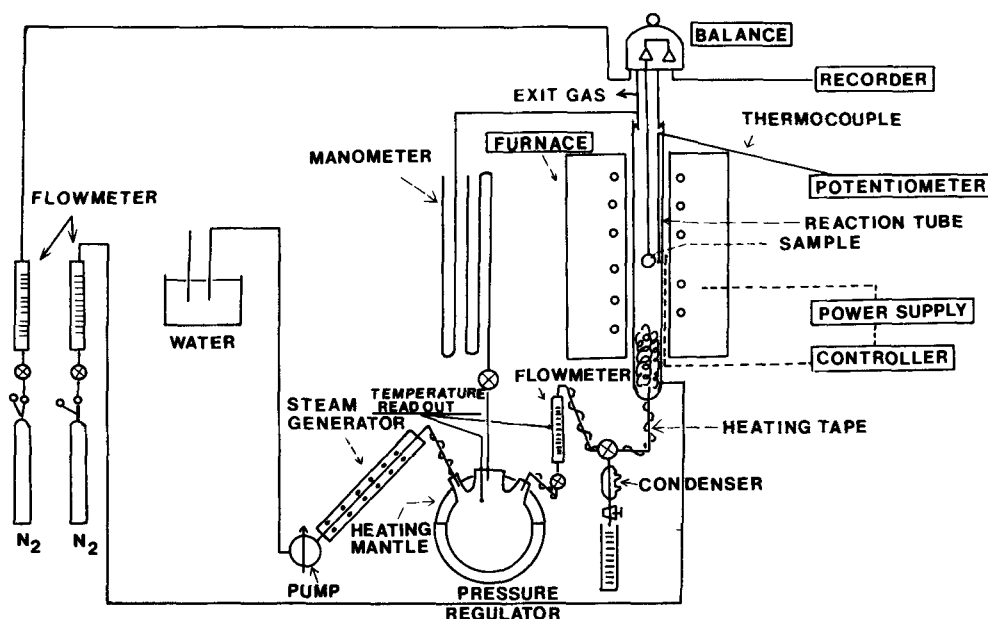 BALANCE
RECORDER
EXIT GAS
THERMOCOUPLE
FURNACE
MANOMETER
POTENTIOMETER
FLOWMETER
REACTION TUBE
SAMPLE
POWER SUPPLY
WATER
CONTROLLER
FLOWMETER
TEMPERATURE
READ OUT
STEAM
GENERATOR
HEATING TAPE
CONDENSER
HEATING
MANTLE
N2
N2
PUMP
PRESSURE
REGULATOR